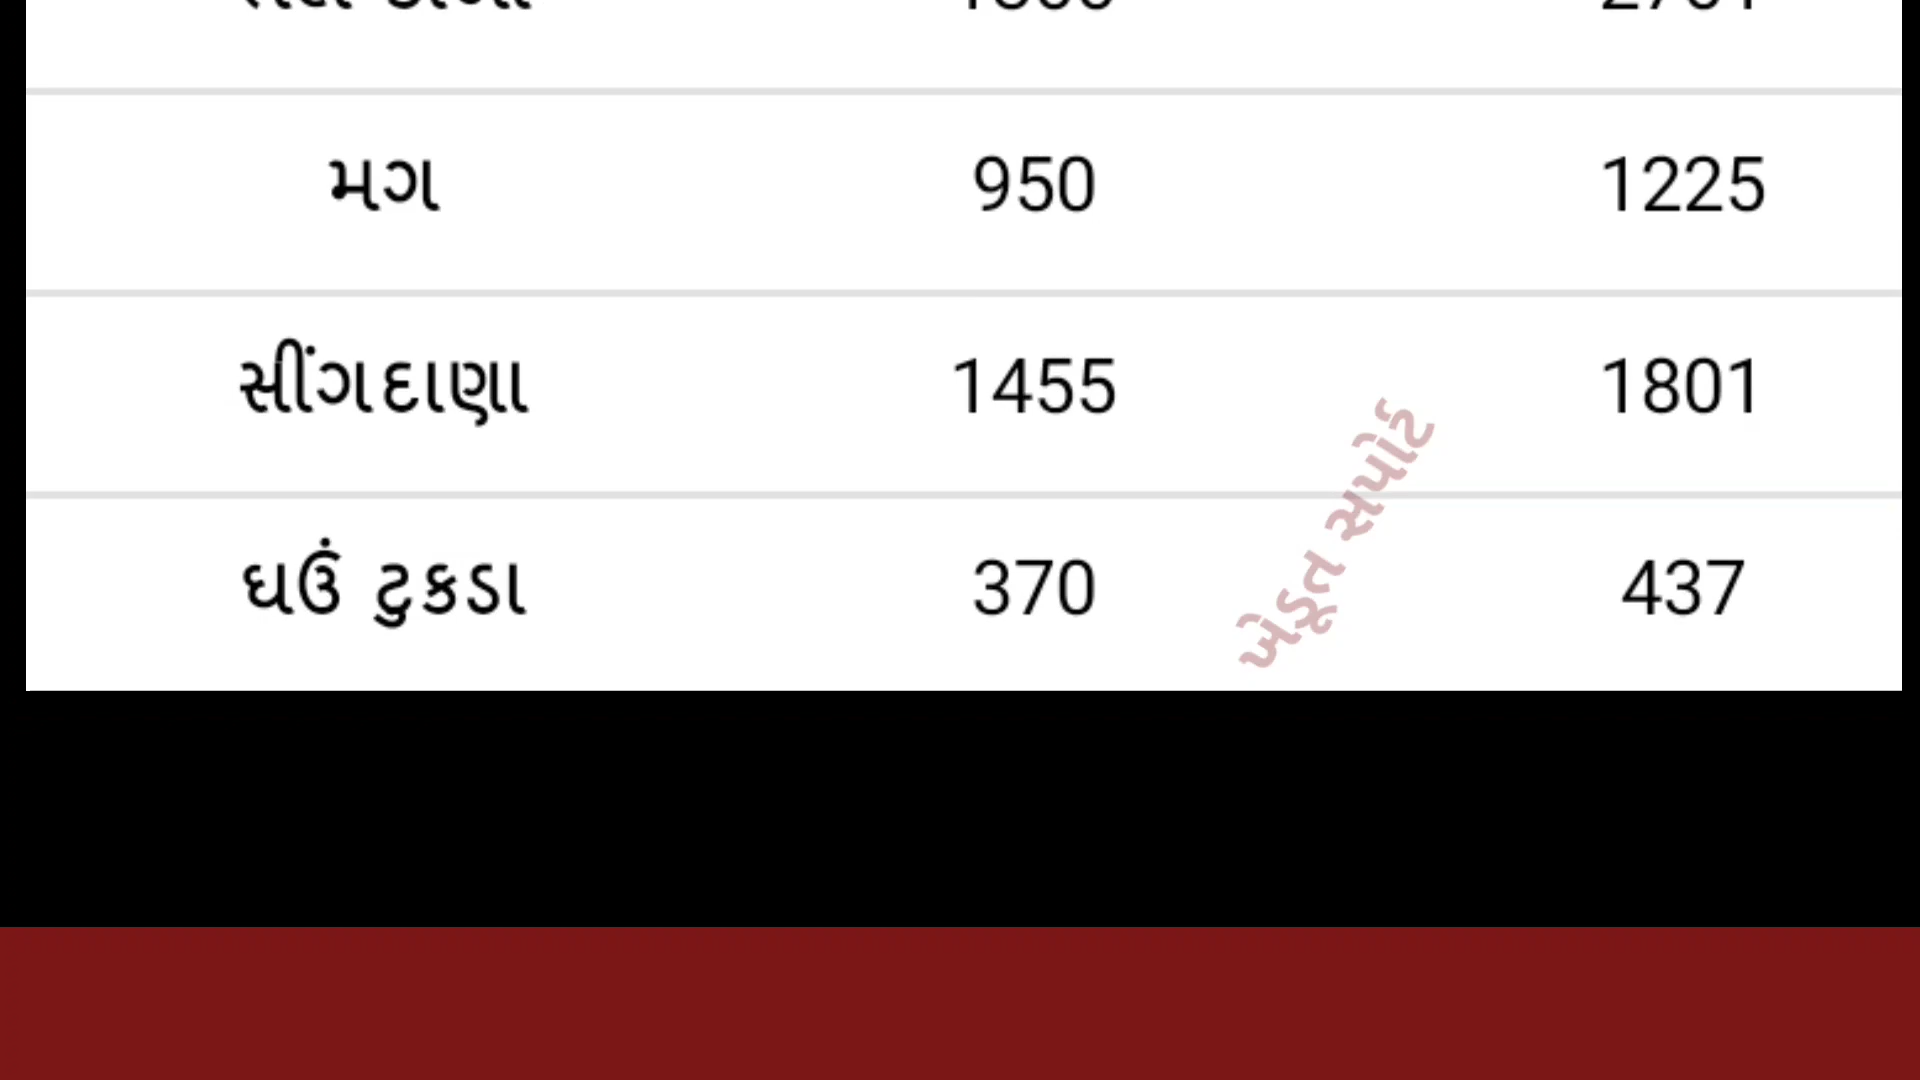 મગ 950 1225
સીંગદાણા 1455 1801
ઘઉં ટુકડા 370 437
ખેડૂત સપોર્ટ